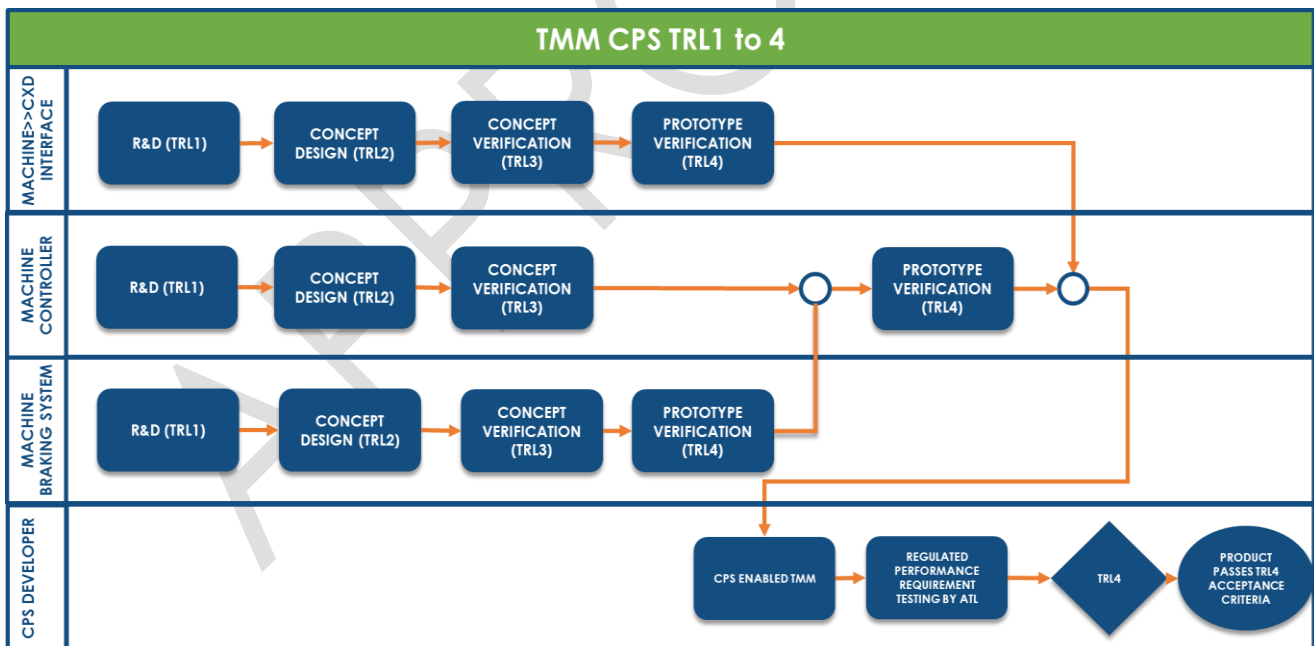 TMM CPS TRL1 to 4
MACHINE>>CXD
INTERFACE
R&D (TRL1)
CONCEPT
DESIGN (TRL2)
CONCEPT
VERIFICATION
(TRL3)
PROTOTYPE
VERIFICATION
(TRL4)
MACHINE
CONTROLLER
R&D (TRL1)
CONCEPT
DESIGN (TRL2)
CONCEPT
VERIFICATION
(TRL3)
PROTOTYPE
VERIFICATION
(TRL4)
MACHINE
BRAKING SYSTEM
R&D (TRL1)
CONCEPT
DESIGN (TRL2)
CONCEPT
VERIFICATION
(TRL3)
PROTOTYPE
VERIFICATION
(TRL4)
CPS DEVELOPER
CPS ENABLED TMM
REGULATED
PERFORMANCE
REQUIREMENT
TESTING BY ATL
TRL4
PRODUCT
PASSES TRL4
ACCEPTANCE
CRITERIA